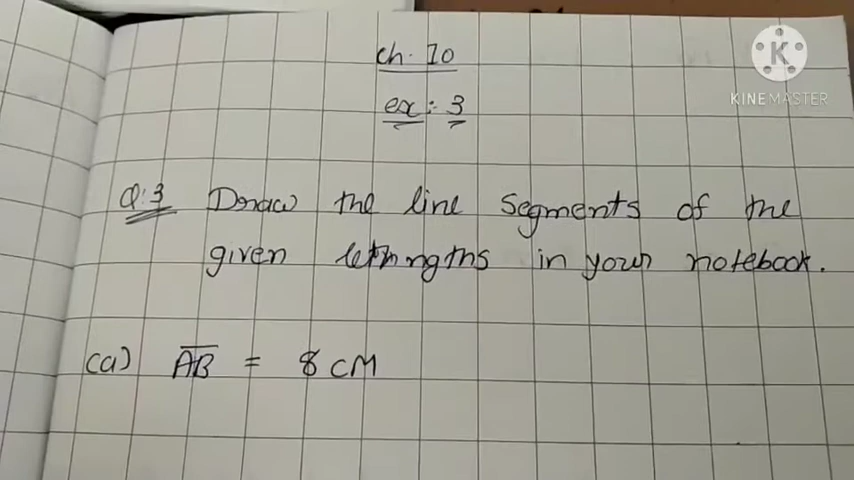 ch. 10
ex: 3
KINEMASTER
Q.3 Draw the line segments of the
given lengths in your notebook.
(a) AB = 8 cM